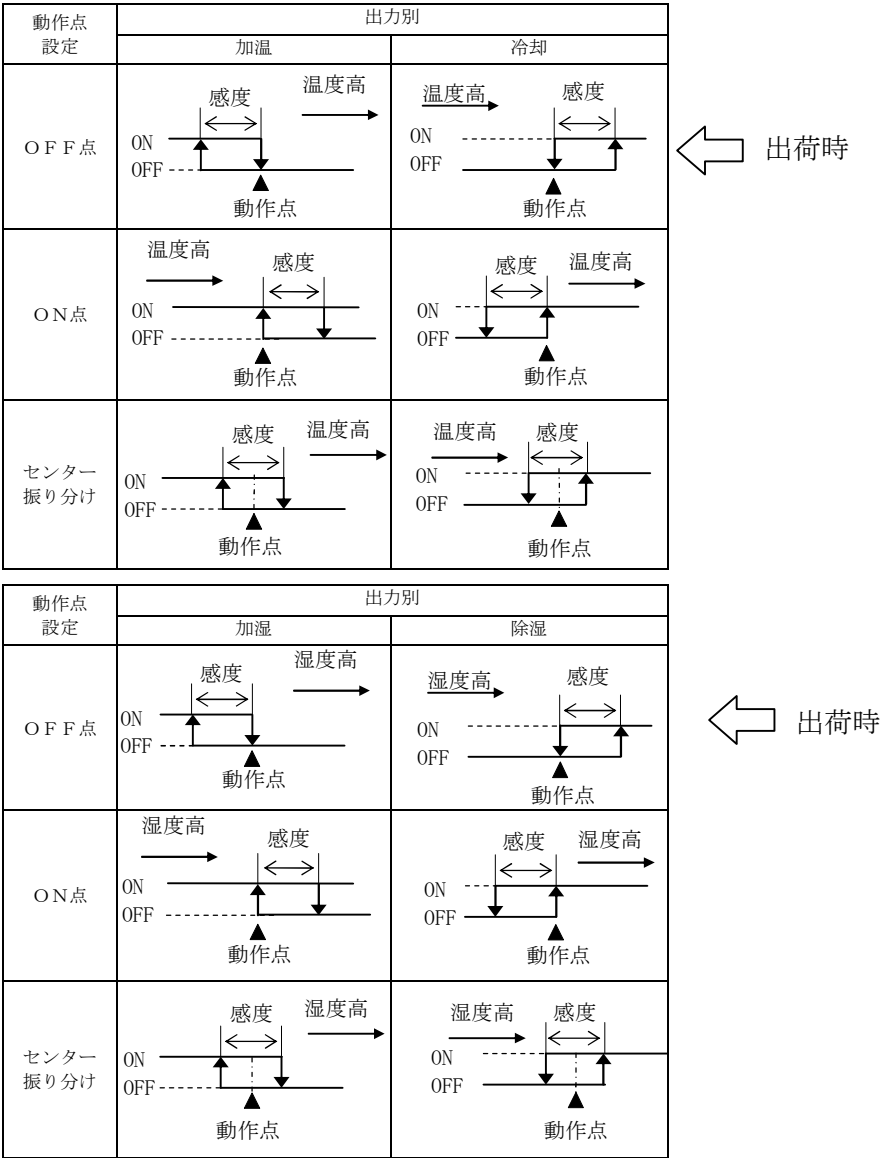 動作点
設定
出力別
加温
冷却
OFF点
感度
温度高
ON
OFF
動作点
温度高
感度
ON
OFF
動作点
出荷時
ON点
温度高
感度
ON
OFF
動作点
感度
温度高
ON
OFF
動作点
センター
振り分け
感度
温度高
ON
OFF
動作点
温度高
感度
ON
OFF
動作点
動作点
設定
出力別
加湿
除湿
OFF点
感度
湿度高
ON
OFF
動作点
湿度高
感度
ON
OFF
動作点
出荷時
ON点
湿度高
感度
ON
OFF
動作点
感度
湿度高
ON
OFF
動作点
センター
振り分け
感度
湿度高
ON
OFF
動作点
湿度高
感度
ON
OFF
動作点